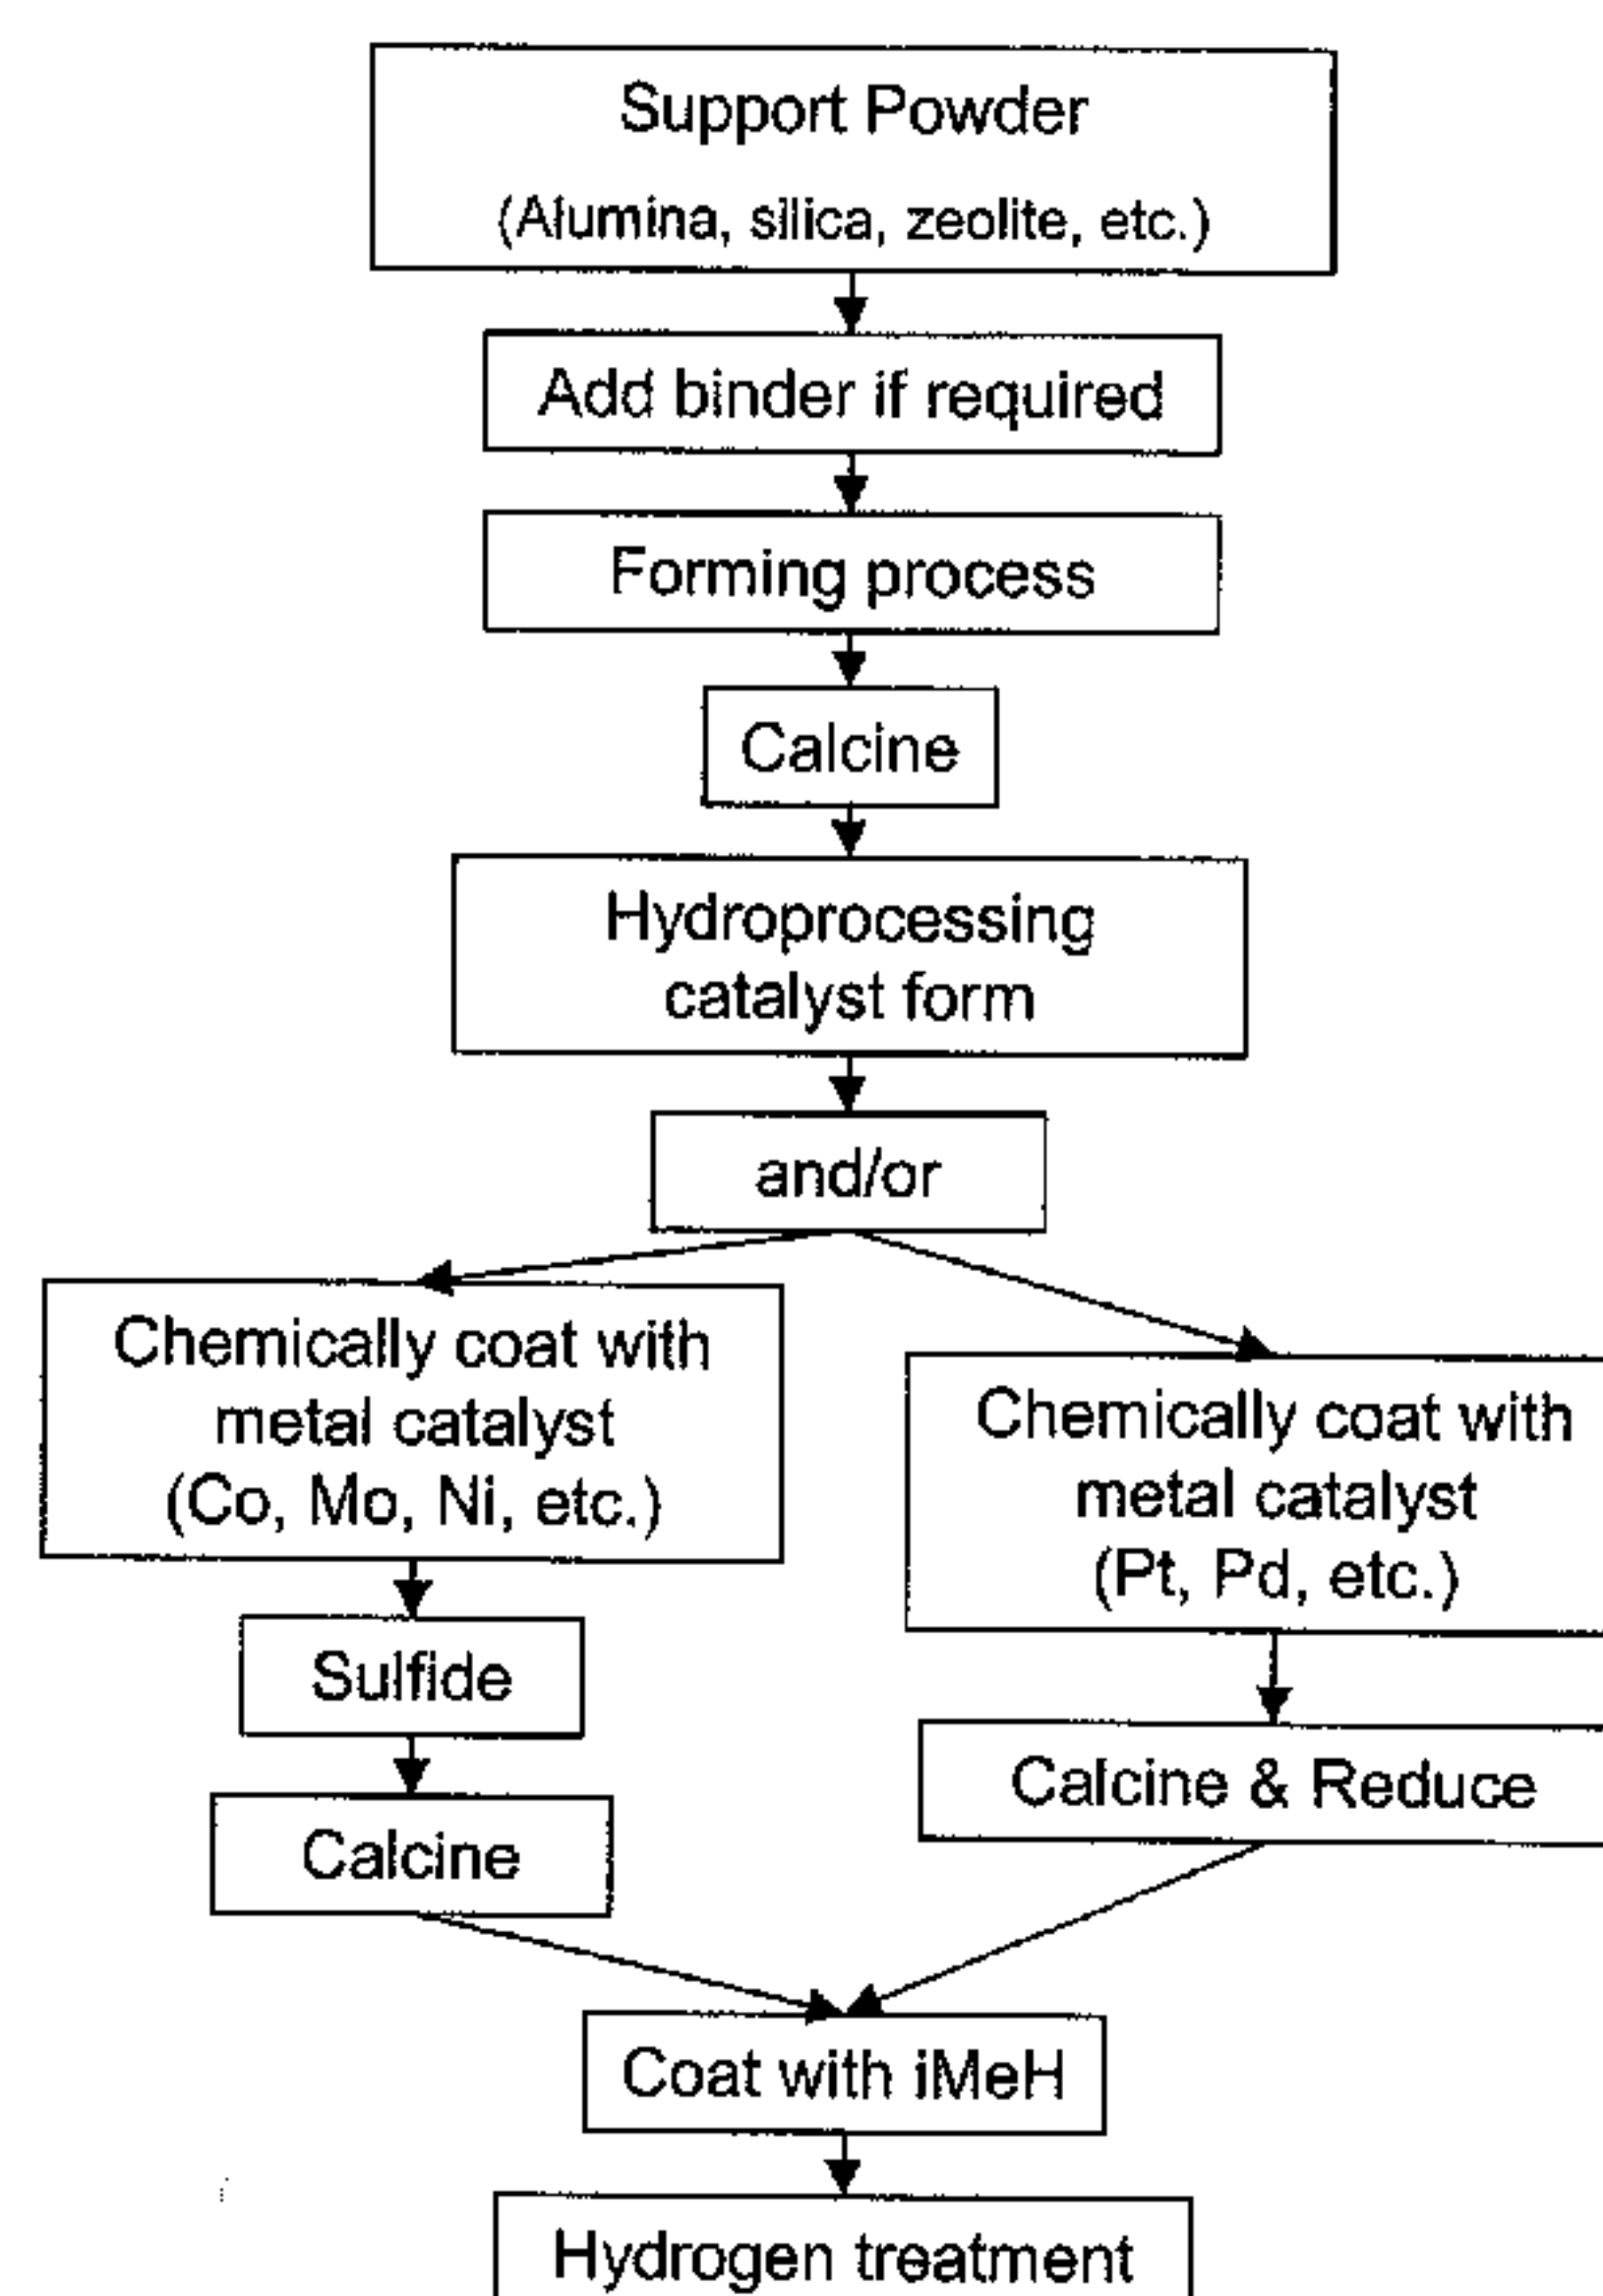 Support Powder
(Alumina, silica, zeolite, etc.)
Add binder if required
Forming process
Calcine
Hydroprocessing
catalyst form
and/or
Chemically coat with
metal catalyst
(Co, Mo, Ni, etc.)
Chemically coat with
metal catalyst
(Pt, Pd, etc.)
Sulfide
Calcine & Reduce
Calcine
Coat with iMeH
Hydrogen treatment